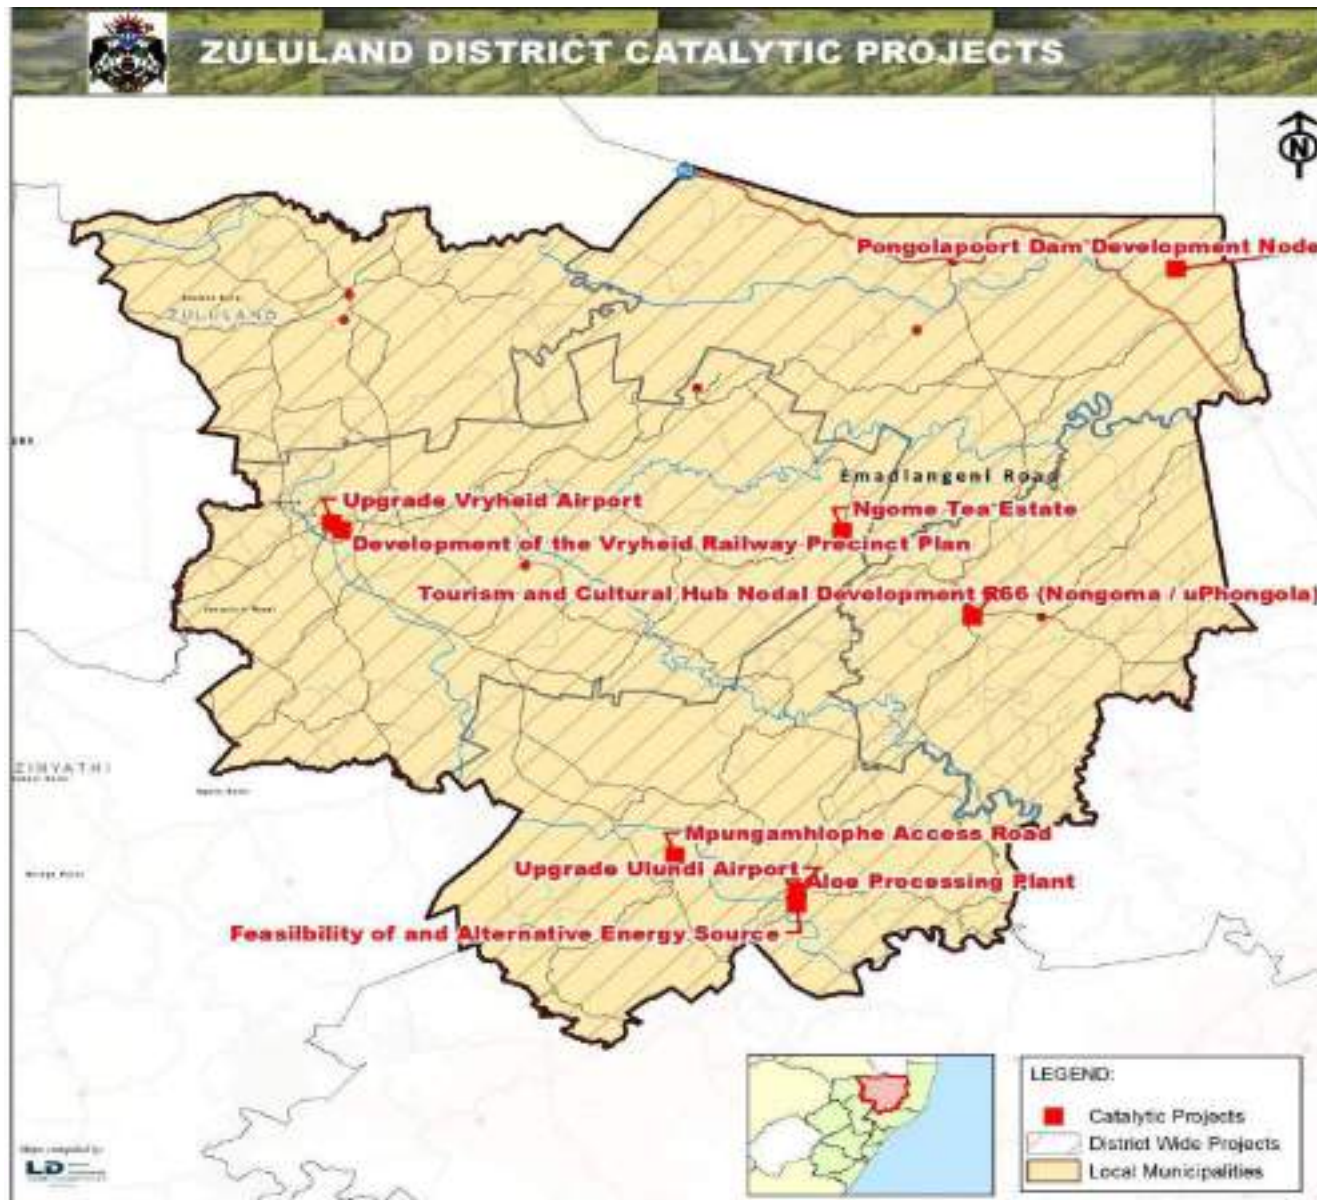 ZULULAND DISTRICT CATALYTIC PROJECTS
N
Pongolapoort Dam Development Node
ZULULAND
Emadlangeni Road
Upgrade Vryheid Airport
Ngome Tea Estate
Development of the Vryheid Railway Precinct Plan
Tourism and Cultural Hub Nodal Development R66 (Nongoma / uPhongola)
ZINYATHI
Mpungamhlophe Access Road
Upgrade Ulundi Airport
Aloe Processing Plant
Feasilbility of and Alternative Energy Source
LEGEND:
Catalytic Projects
District Wide Projects
Local Municipalities
Maps compiled by:
LD